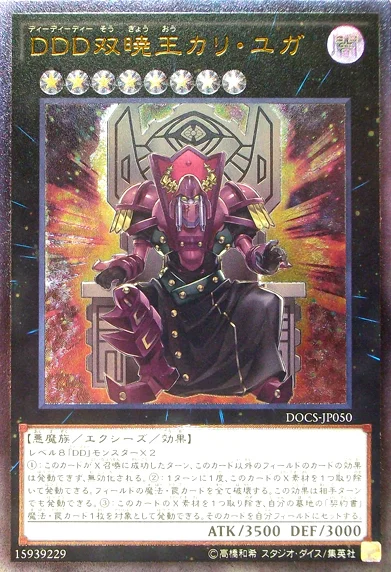 ディーディーディー そう ぎょう おう
DDD双暁王カリ・ユガ
闇
DOCS-JP050
【悪魔族／エクシーズ／効果】
レベル8「DD」モンスター×2
①：このカードがX召喚に成功したターン、このカード以外のフィールドのカードの効果
は発動できず、無効化される。②：1ターンに1度、このカードのX素材を1つ取り除
いて発動できる。フィールドの魔法・罠カードを全て破壊する。この効果は相手ターン
でも発動できる。③：このカードのX素材を1つ取り除き、自分の墓地の「契約書」
魔法・罠カード1枚を対象として発動できる。そのカードを自分フィールドにセットする。
ATK/3500 DEF/3000
15939229
©高橋和希 スタジオ・ダイス/集英社